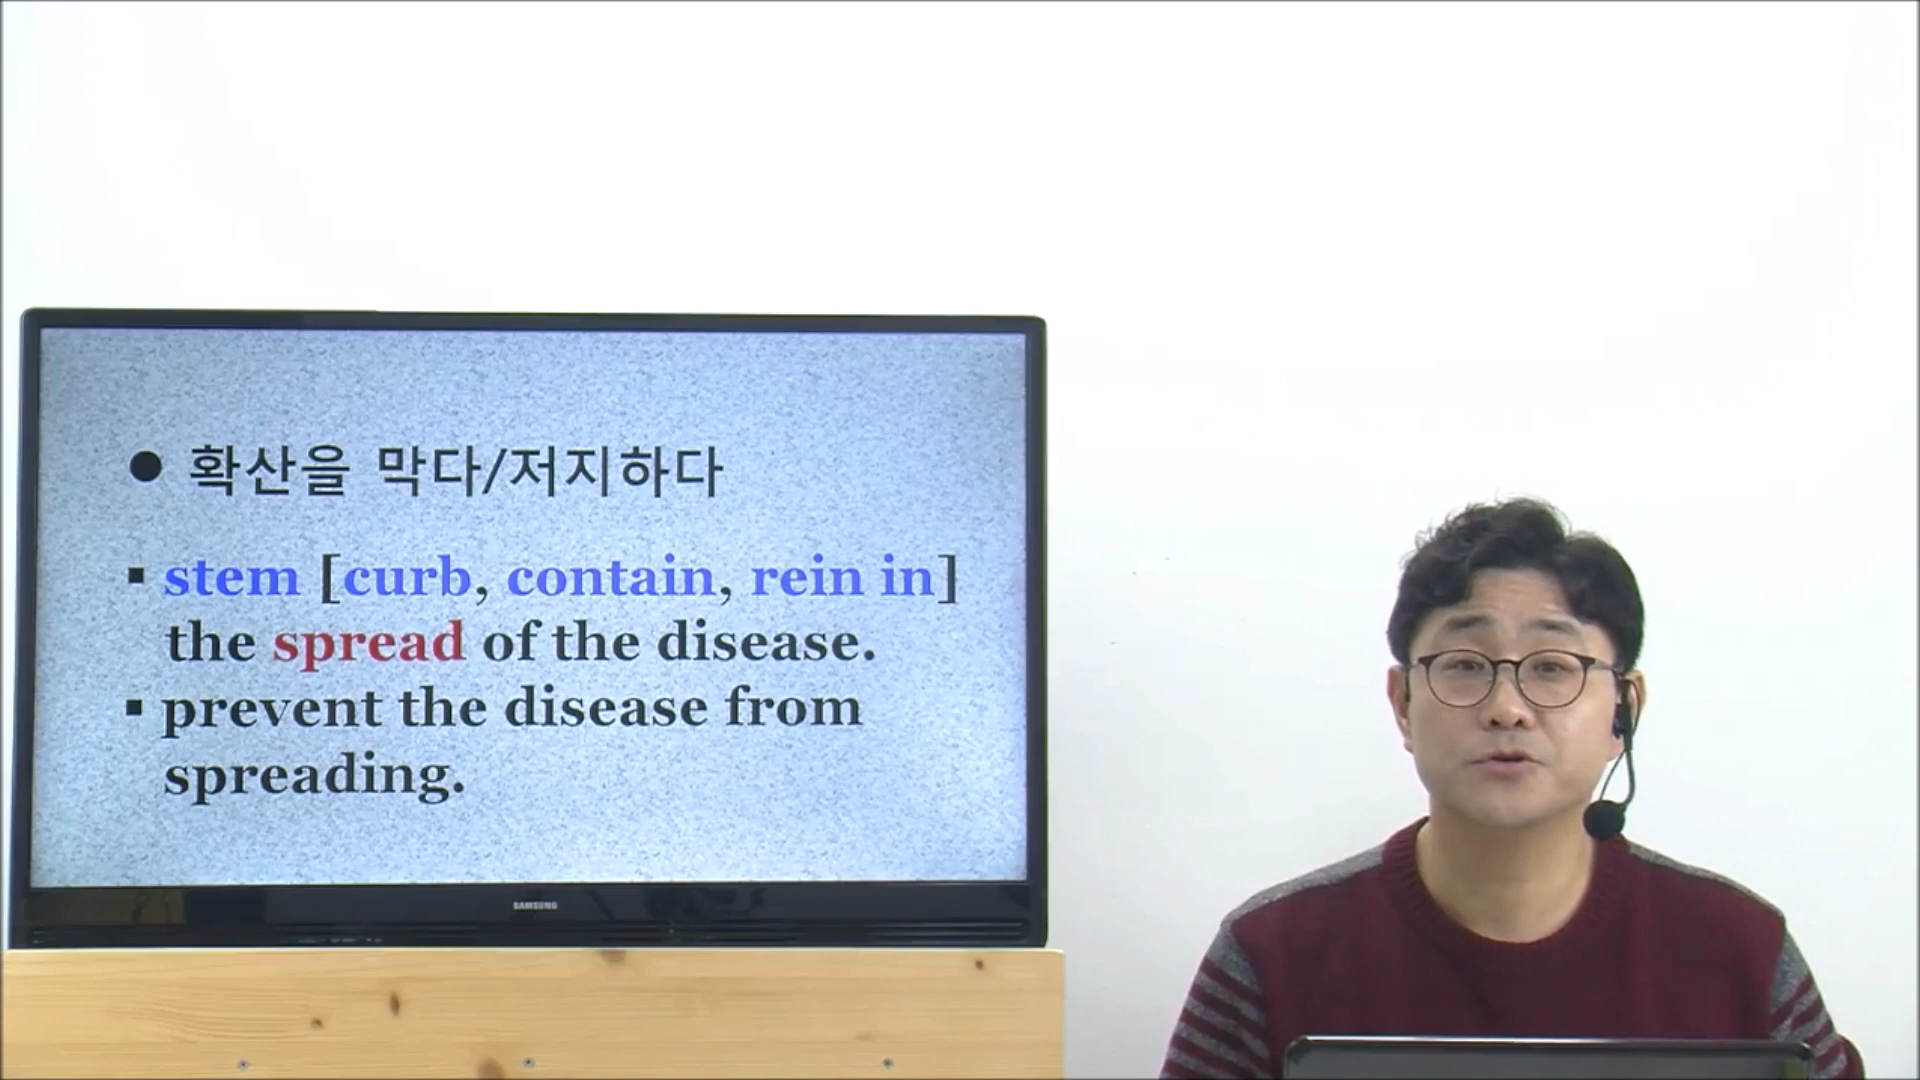 ● 확산을 막다/저지하다
▪ stem [curb, contain, rein in]
the spread of the disease.
▪ prevent the disease from
spreading.
SAMSUNG